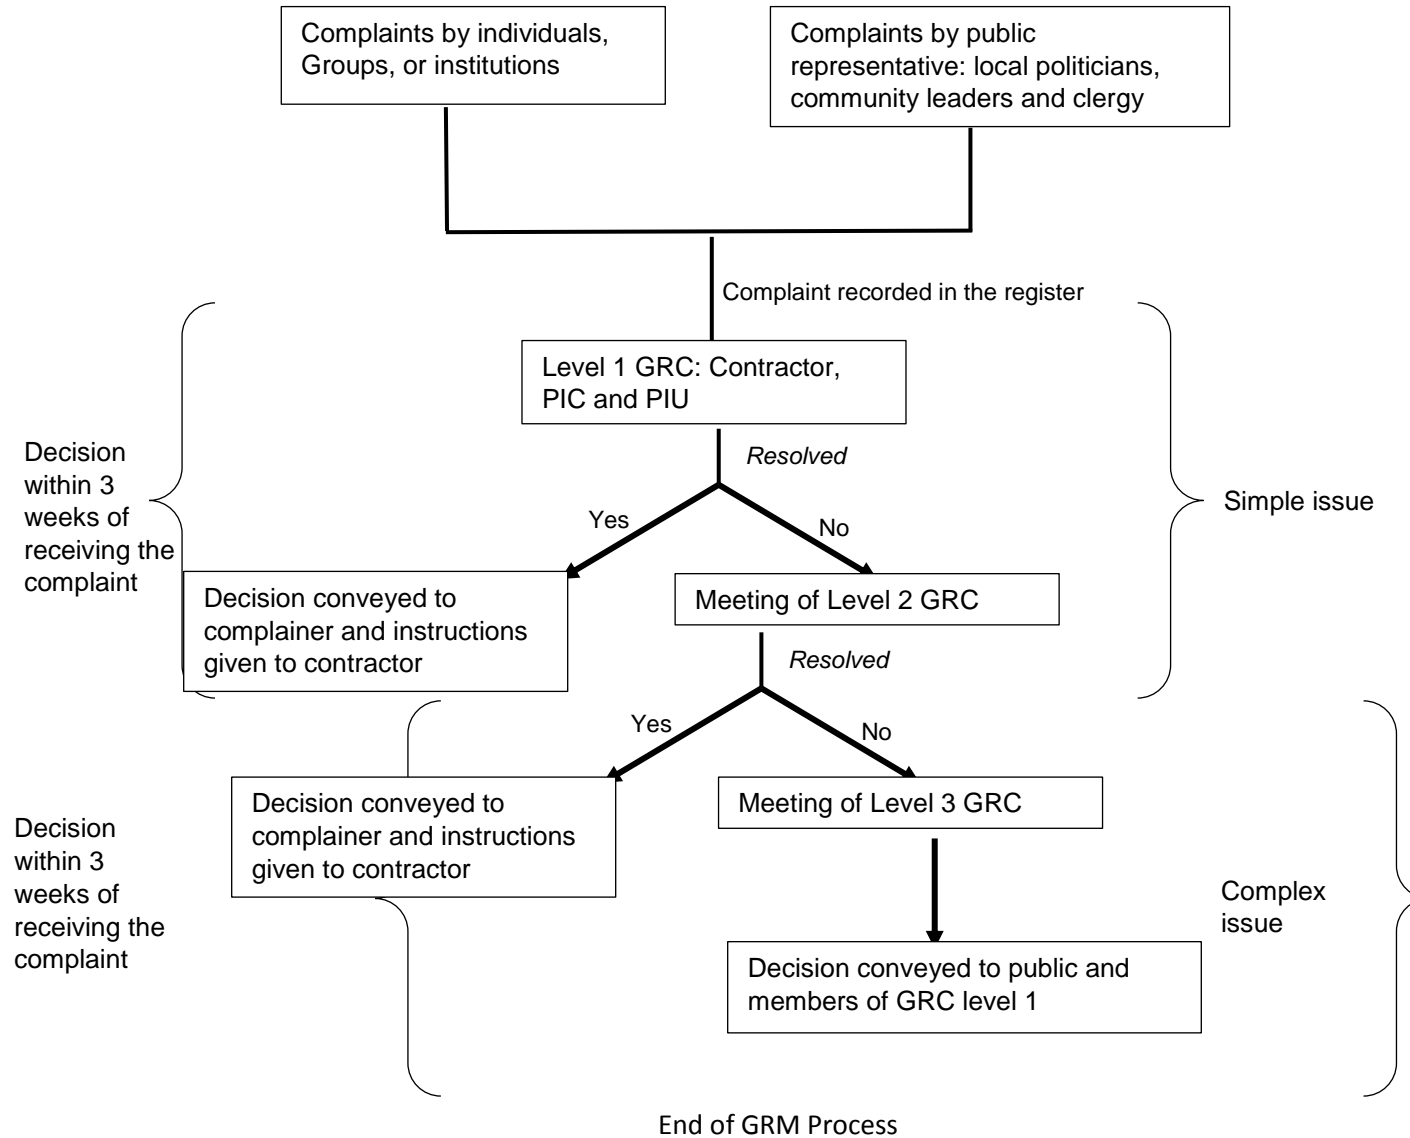 Complaints by individuals,
Groups, or institutions
Complaints by public
representative: local politicians,
community leaders and clergy
Complaint recorded in the register
Level 1 GRC: Contractor,
PIC and PIU
Resolved
Decision
within 3
weeks of
receiving the
complaint
Simple issue
Yes
No
Decision conveyed to
complainer and instructions
given to contractor
Meeting of Level 2 GRC
Resolved
Yes
No
Decision conveyed to
complainer and instructions
given to contractor
Meeting of Level 3 GRC
Decision
within 3
weeks of
receiving the
complaint
Complex
issue
Decision conveyed to public and
members of GRC level 1
End of GRM Process